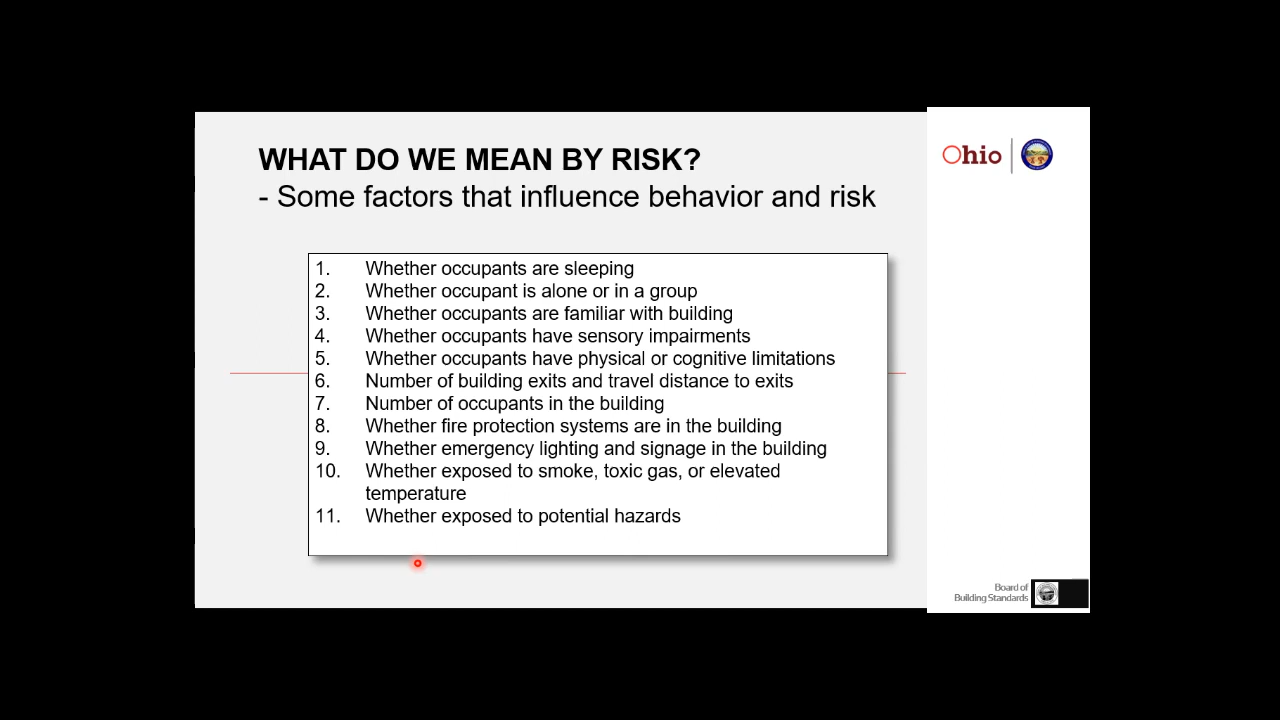 WHAT DO WE MEAN BY RISK?
- Some factors that influence behavior and risk
1. Whether occupants are sleeping
2. Whether occupant is alone or in a group
3. Whether occupants are familiar with building
4. Whether occupants have sensory impairments
5. Whether occupants have physical or cognitive limitations
6. Number of building exits and travel distance to exits
7. Number of occupants in the building
8. Whether fire protection systems are in the building
9. Whether emergency lighting and signage in the building
10. Whether exposed to smoke, toxic gas, or elevated
temperature
11. Whether exposed to potential hazards
Ohio
Board of
Building Standards